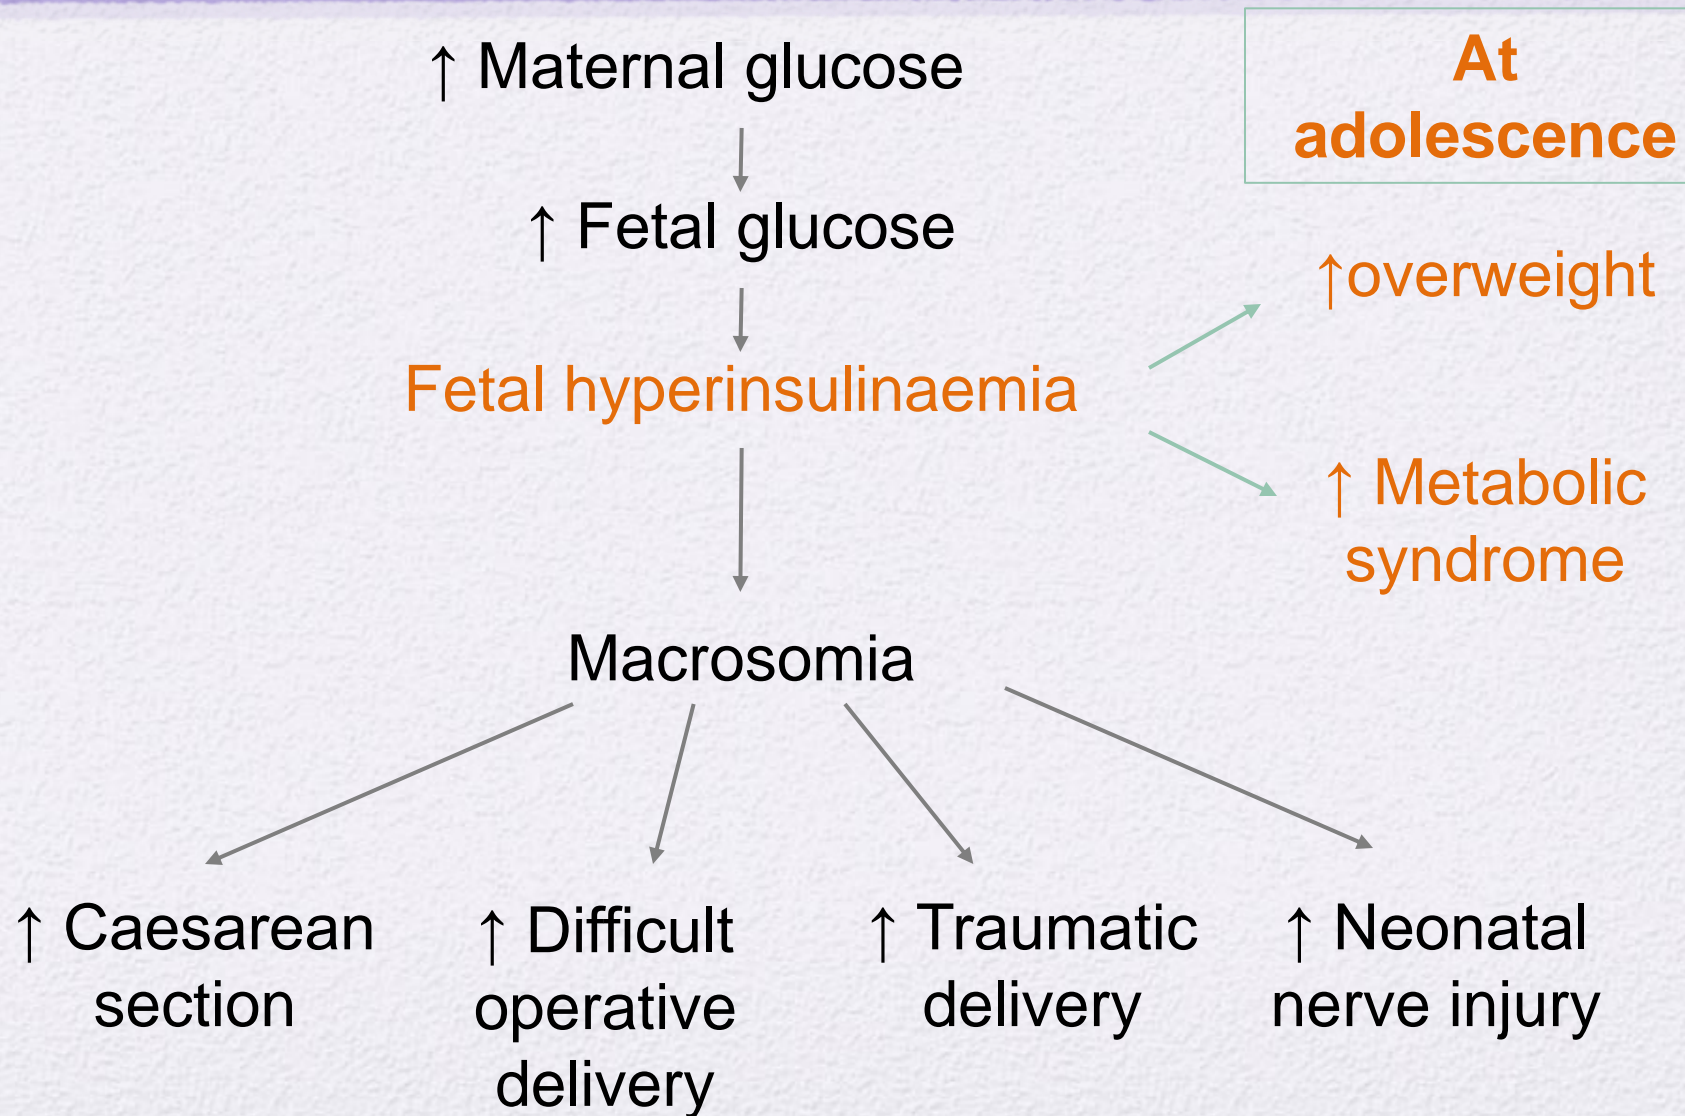 ↑ Maternal glucose
At
adolescence
↑ Fetal glucose
↑overweight
Fetal hyperinsulinaemia
↑ Metabolic
syndrome
Macrosomia
↑ Caesarean
section
↑ Difficult
operative
delivery
↑ Traumatic
delivery
↑ Neonatal
nerve injury